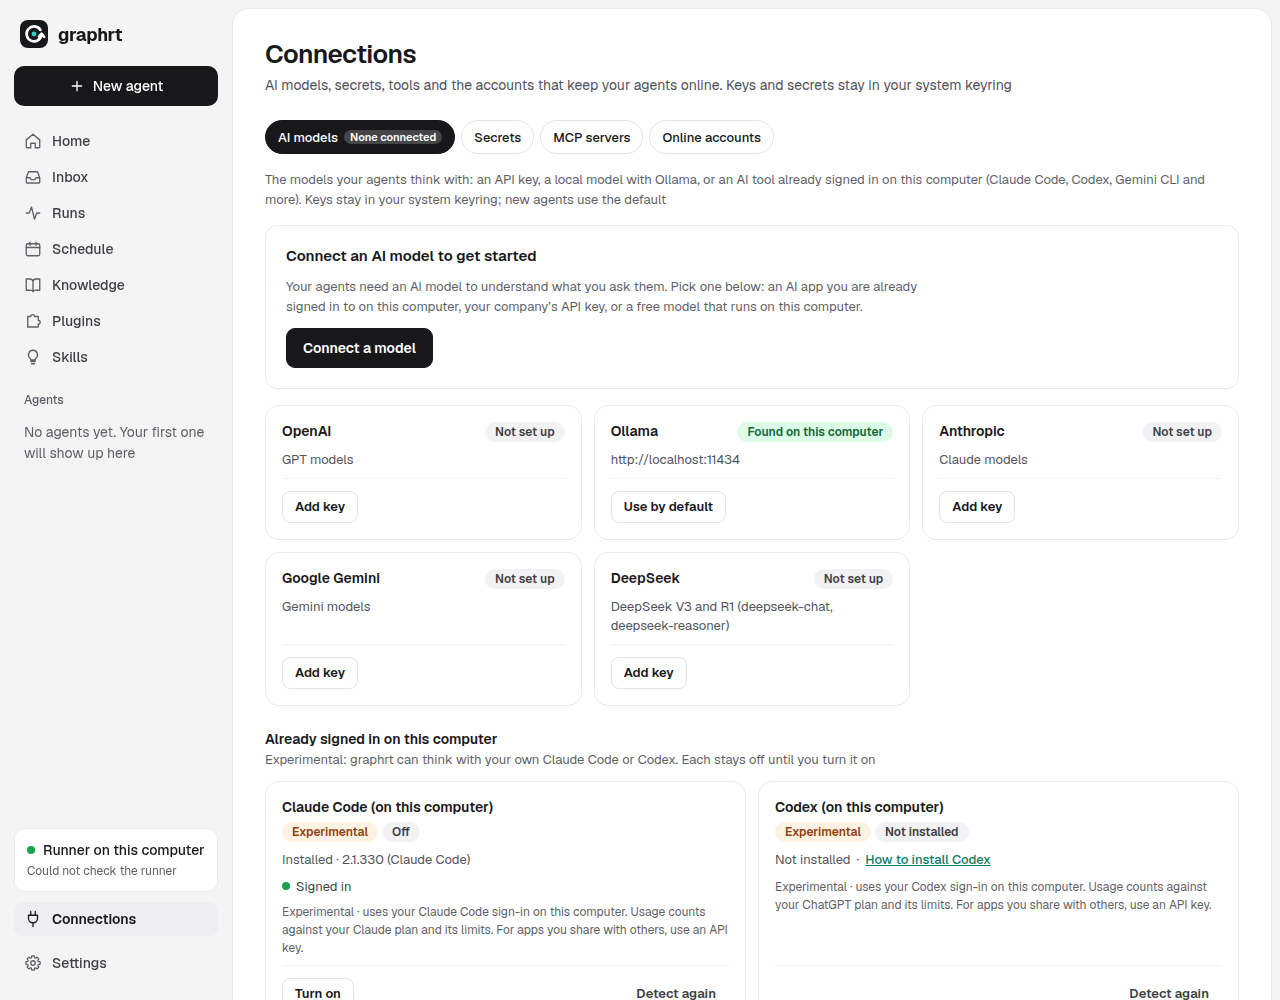 graphrt
New agent
Home
Inbox
Runs
Schedule
Knowledge
Plugins
Skills
Agents
No agents yet. Your first one
will show up here
Runner on this computer
Could not check the runner
Connections
Settings
Connections
AI models, secrets, tools and the accounts that keep your agents online. Keys and secrets stay in your system keyring
AI models None connected
Secrets
MCP servers
Online accounts
The models your agents think with: an API key, a local model with Ollama, or an AI tool already signed in on this computer (Claude Code, Codex, Gemini CLI and
more). Keys stay in your system keyring; new agents use the default
Connect an AI model to get started
Your agents need an AI model to understand what you ask them. Pick one below: an AI app you are already
signed in to on this computer, your company's API key, or a free model that runs on this computer.
Connect a model
OpenAI Not set up
GPT models
Add key
Ollama Found on this computer
http://localhost:11434
Use by default
Anthropic Not set up
Claude models
Add key
Google Gemini Not set up
Gemini models
Add key
DeepSeek Not set up
DeepSeek V3 and R1 (deepseek-chat,
deepseek-reasoner)
Add key
Already signed in on this computer
Experimental: graphrt can think with your own Claude Code or Codex. Each stays off until you turn it on
Claude Code (on this computer)
Experimental Off
Installed · 2.1.330 (Claude Code)
Signed in
Experimental · uses your Claude Code sign-in on this computer. Usage counts
against your Claude plan and its limits. For apps you share with others, use an API
key.
Turn on Detect again
Codex (on this computer)
Experimental Not installed
Not installed · How to install Codex
Experimental · uses your Codex sign-in on this computer. Usage counts against
your ChatGPT plan and its limits. For apps you share with others, use an API key.
Detect again